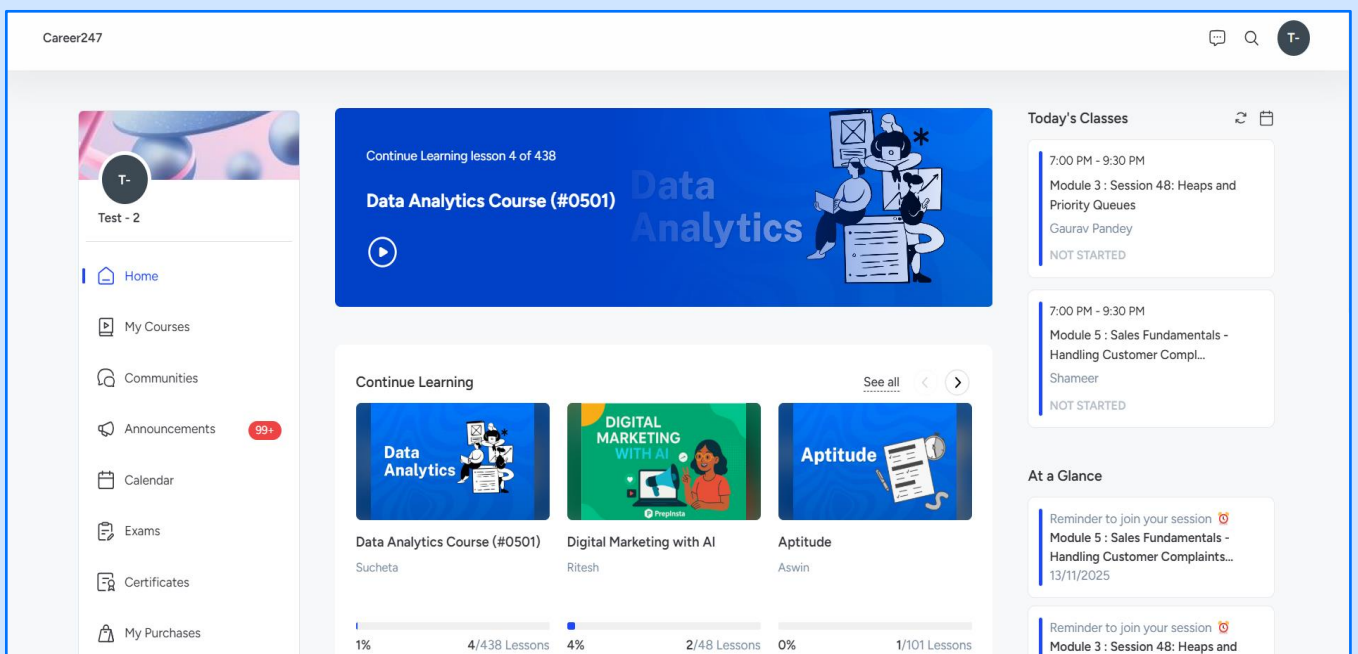 Career247
T-
T-
Test - 2
Home
My Courses
Communities
Announcements
99+
Calendar
Exams
Certificates
My Purchases
Continue Learning lesson 4 of 438
Data Analytics Course (#0501)
Data
Analytics
Continue Learning
See all
Data
Analytics
Data Analytics Course (#0501)
Sucheta
1%
4/438 Lessons
DIGITAL
MARKETING
WITH AI
PrepInsta
Digital Marketing with AI
Ritesh
4%
2/48 Lessons
Aptitude
Aptitude
Aswin
0%
1/101 Lessons
Today's Classes
7:00 PM - 9:30 PM
Module 3 : Session 48: Heaps and
Priority Queues
Gaurav Pandey
NOT STARTED
7:00 PM - 9:30 PM
Module 5 : Sales Fundamentals -
Handling Customer Compl...
Shameer
NOT STARTED
At a Glance
Reminder to join your session ⏰
Module 5 : Sales Fundamentals -
Handling Customer Complaints...
13/11/2025
Reminder to join your session ⏰
Module 3 : Session 48: Heaps and